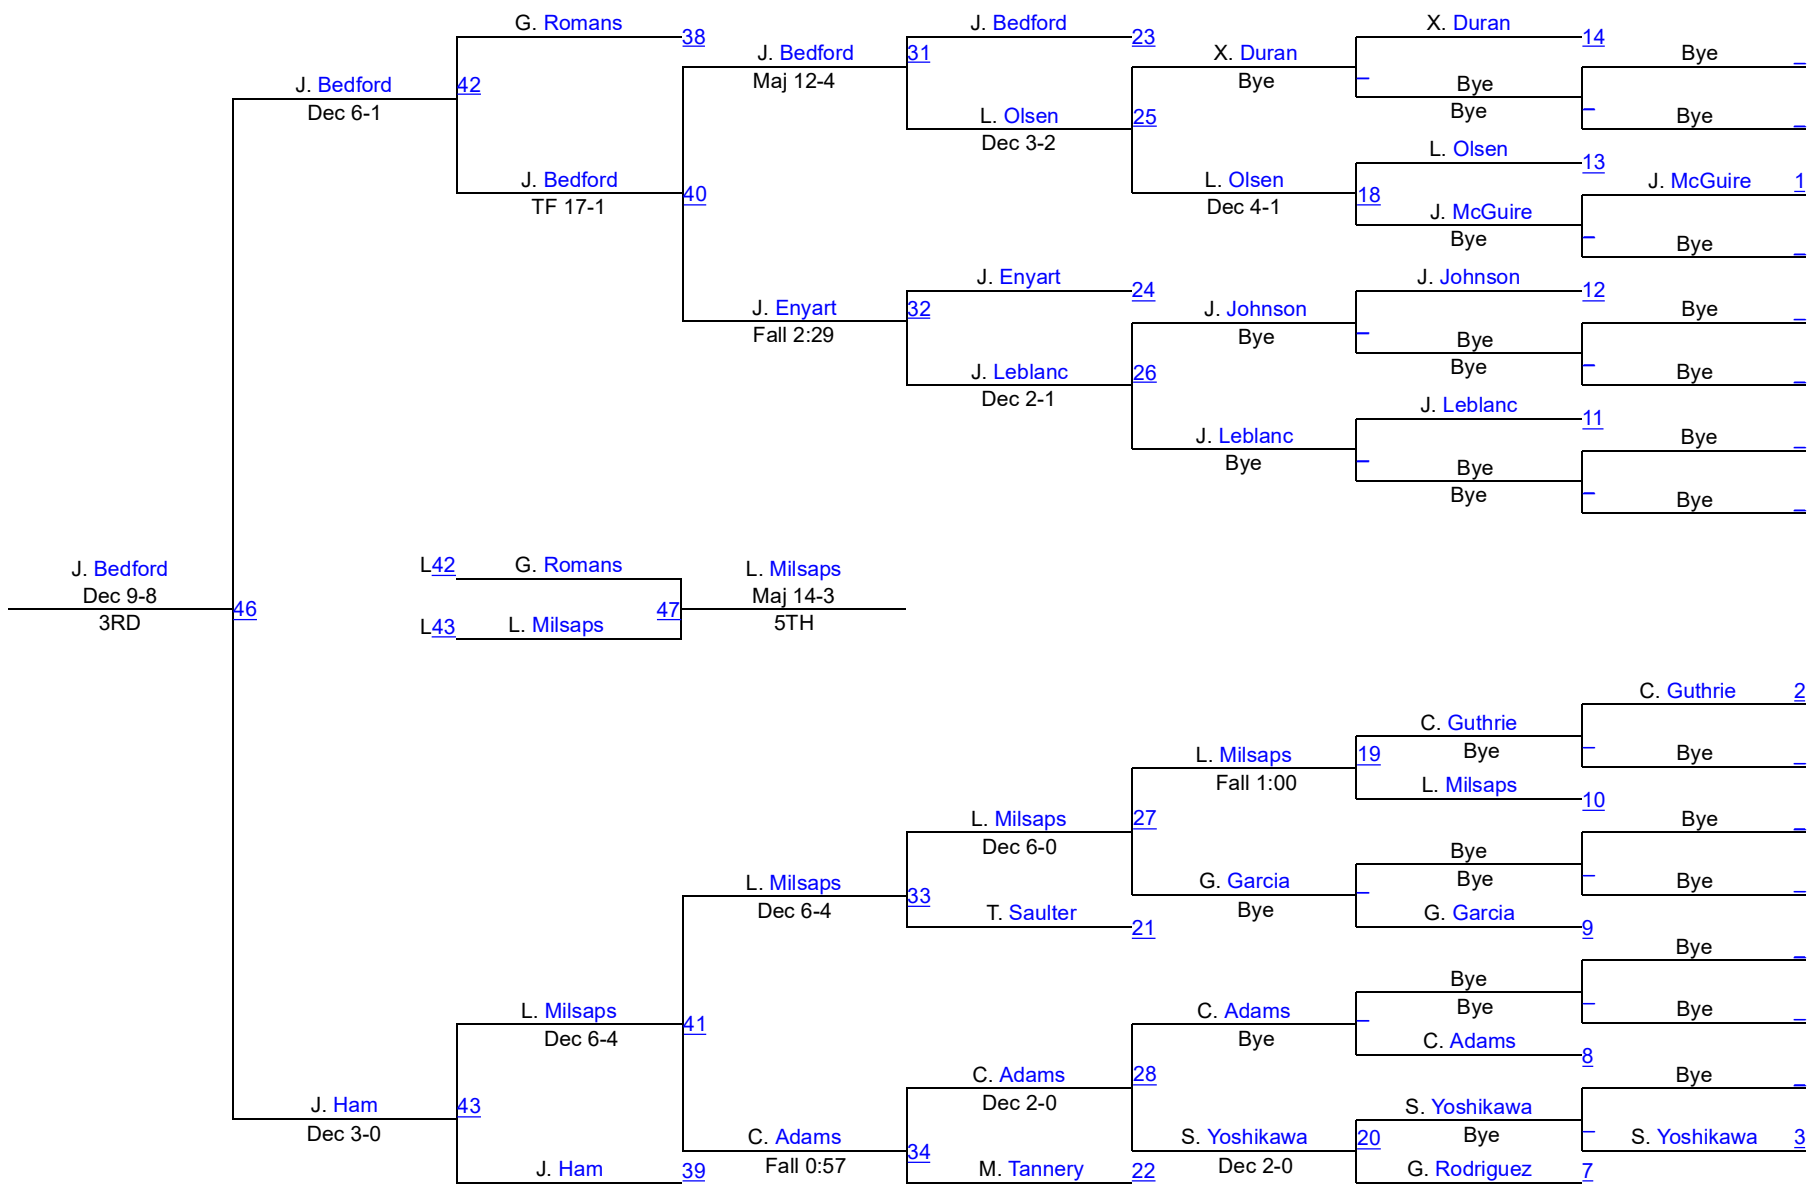 G. Romans 38
J. Bedford 23
X. Duran 14
J. Bedford 31
Maj 12-4
X. Duran
Bye
Bye _
J. Bedford 42
Dec 6-1
_ Bye
Bye
L. Olsen 25
Dec 3-2
_ Bye _
L. Olsen 13
J. Bedford 40
TF 17-1
L. Olsen 18
Dec 4-1
J. McGuire 1
J. McGuire
Bye
_ Bye _
J. Enyart 24
J. Johnson 12
J. Enyart 32
Fall 2:29
J. Johnson
Bye
Bye _
_ Bye
Bye
J. Leblanc 26
Dec 2-1
_ Bye _
J. Leblanc 11
J. Leblanc
Bye
Bye _
_ Bye
Bye
_ Bye _
J. Bedford
Dec 9-8
3RD
46
L42 G. Romans
L43 L. Milsaps
47
L. Milsaps
Maj 14-3
5TH
C. Guthrie 2
C. Guthrie
Bye
_ Bye _
L. Milsaps 19
Fall 1:00
L. Milsaps 10
L. Milsaps 27
Dec 6-0
Bye _
Bye
Bye
_ Bye _
L. Milsaps 33
Dec 6-4
G. Garcia _
Bye
G. Garcia 9
T. Saulter 21
Bye _
Bye
Bye
_ Bye _
L. Milsaps 41
Dec 6-4
C. Adams _
Bye
C. Adams 8
C. Adams 28
Dec 2-0
Bye _
J. Ham 43
Dec 3-0
S. Yoshikawa
Bye
_ S. Yoshikawa 3
C. Adams 34
Fall 0:57
S. Yoshikawa 20
Dec 2-0
J. Ham 39
M. Tannery 22
G. Rodriguez 7